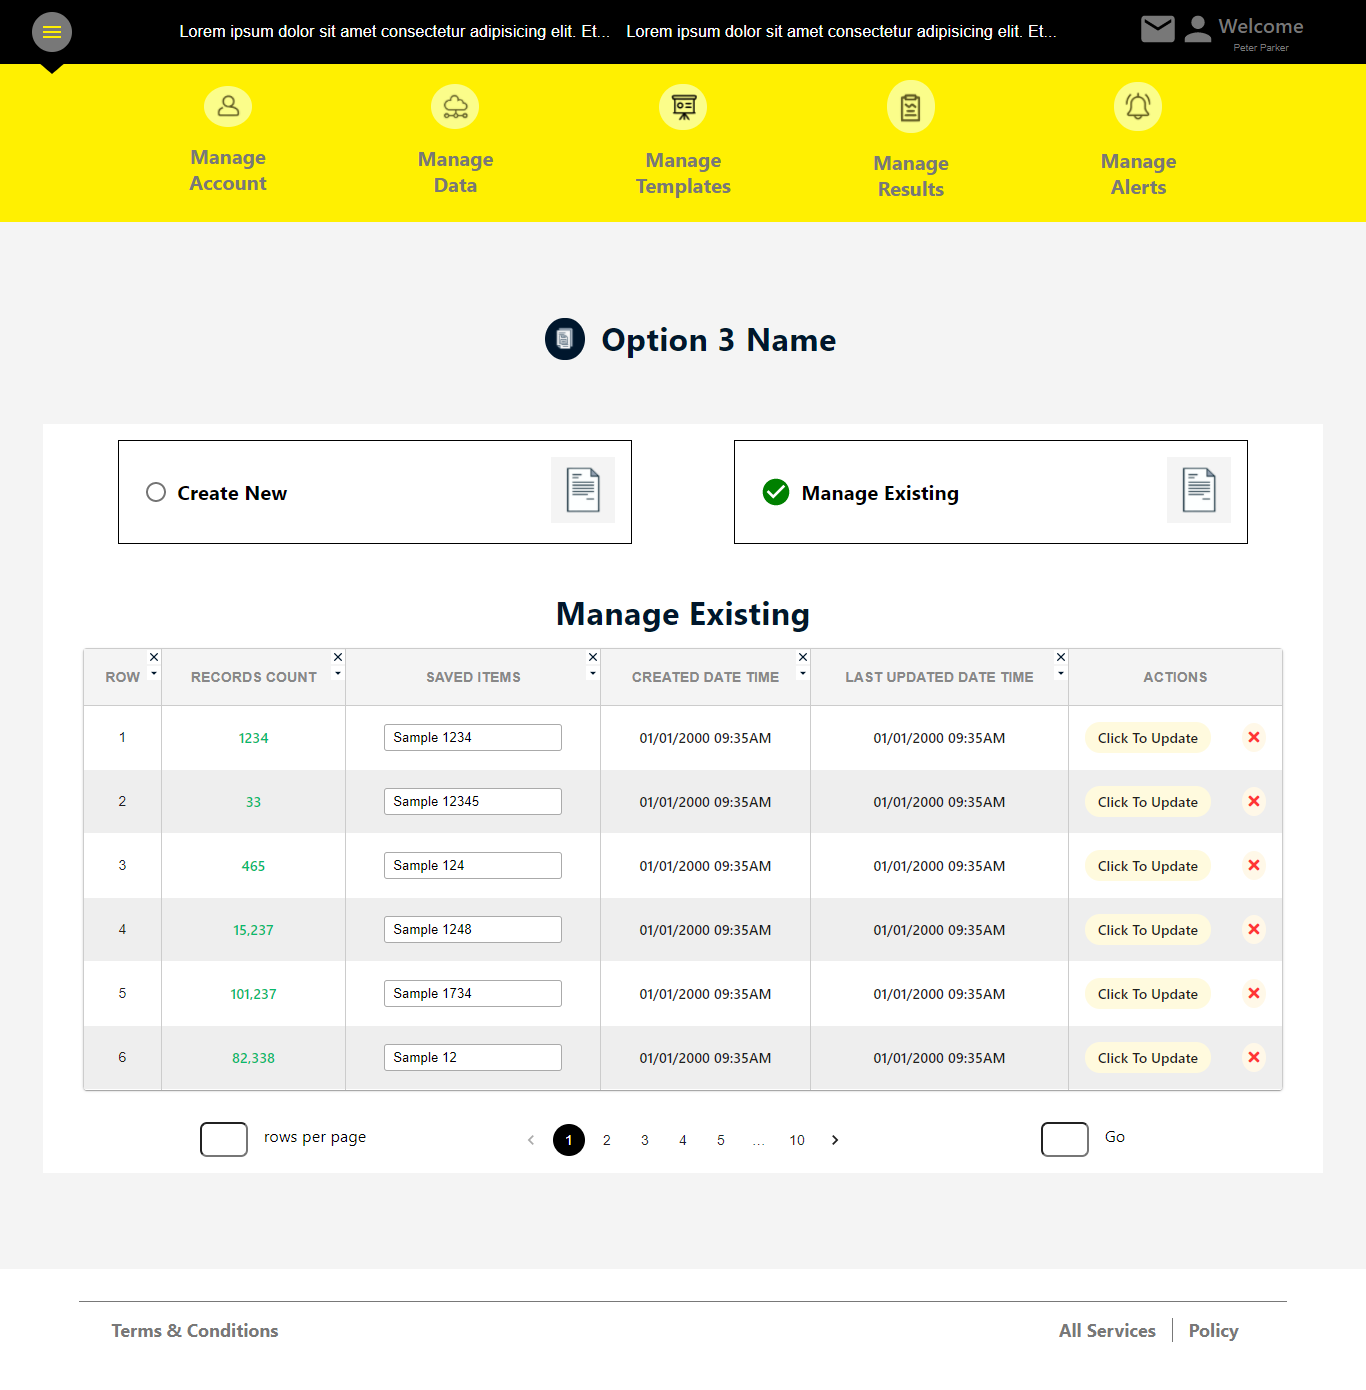 Lorem ipsum dolor sit amet consectetur adipisicing elit. Et... Lorem ipsum dolor sit amet consectetur adipisicing elit. Et... Welcome
Peter Parker
Manage Account
Manage Data
Manage Templates
Manage Results
Manage Alerts
Option 3 Name
Create New
Manage Existing
Manage Existing
ROW RECORDS COUNT SAVED ITEMS CREATED DATE TIME LAST UPDATED DATE TIME ACTIONS
1 1234 Sample 1234 01/01/2000 09:35AM 01/01/2000 09:35AM Click To Update
2 33 Sample 12345 01/01/2000 09:35AM 01/01/2000 09:35AM Click To Update
3 465 Sample 124 01/01/2000 09:35AM 01/01/2000 09:35AM Click To Update
4 15,237 Sample 1248 01/01/2000 09:35AM 01/01/2000 09:35AM Click To Update
5 101,237 Sample 1734 01/01/2000 09:35AM 01/01/2000 09:35AM Click To Update
6 82,338 Sample 12 01/01/2000 09:35AM 01/01/2000 09:35AM Click To Update
rows per page 1 2 3 4 5 ... 10 Go
Terms & Conditions All Services Policy